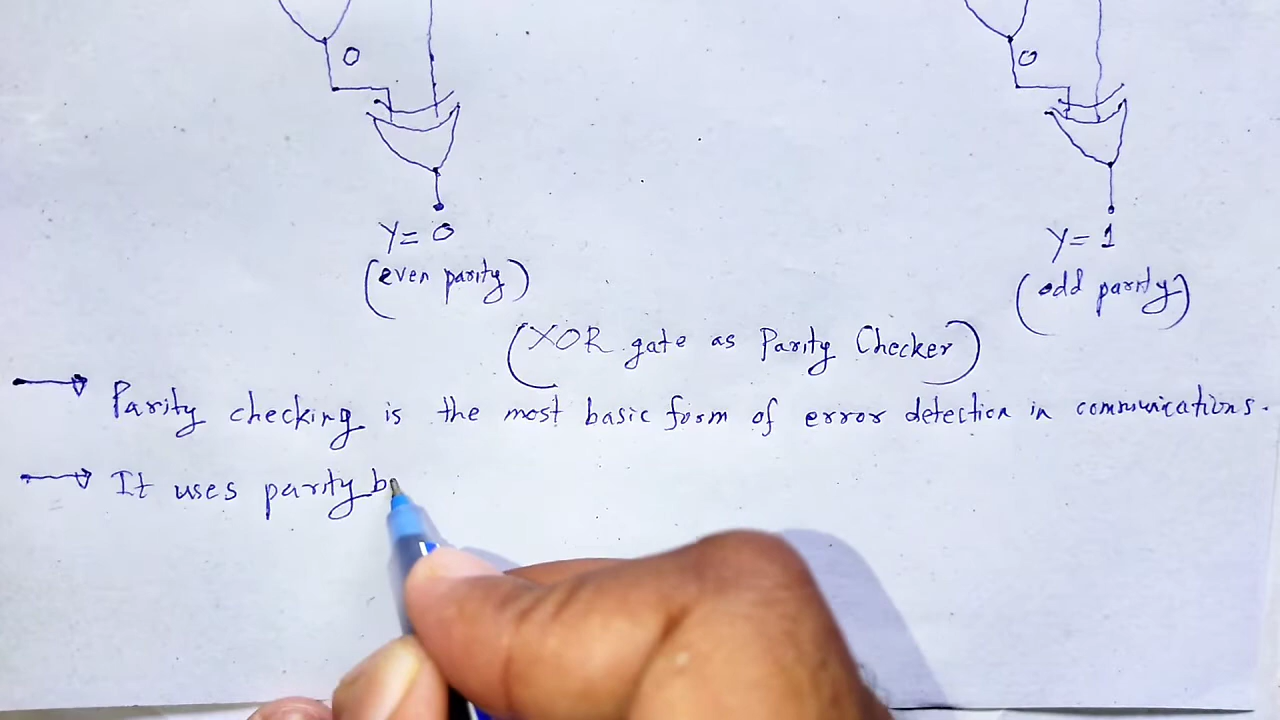 0 0
Y= 0 Y= 1
(even parity) (odd parity)
(XOR gate as Parity Checker)
Parity checking is the most basic form of error detection in communications.
It uses parity b